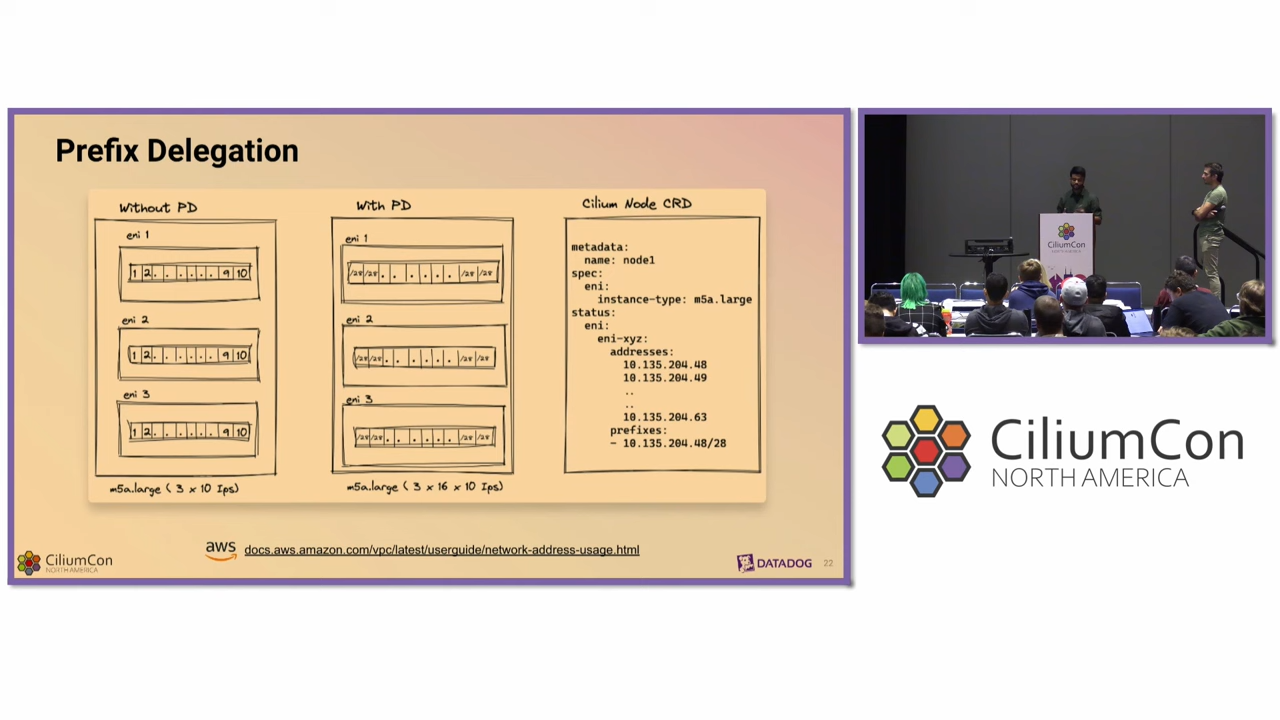 Prefix Delegation
Without PD
eni 1
1 2 . . . . . . . 9 10
eni 2
1 2 . . . . . . . 9 10
eni 3
1 2 . . . . . . . 9 10
m5a.large ( 3 x 10 Ips)
With PD
eni 1
/28 /28 . . . . . . /28 /28
eni 2
/28 /28 . . . . . . /28 /28
eni 3
/28 /28 . . . . . . /28 /28
m5a.large ( 3 x 16 x 10 Ips)
Cilium Node CRD
metadata:
name: node1
spec:
eni:
instance-type: m5a.large
status:
eni:
eni-xyz:
addresses:
10.135.204.48
10.135.204.49
..
..
10.135.204.63
prefixes:
- 10.135.204.48/28
aws
docs.aws.amazon.com/vpc/latest/userguide/network-address-usage.html
CiliumCon
NORTH AMERICA
DATADOG
22
CiliumCon
CiliumCon
NORTH AMERICA